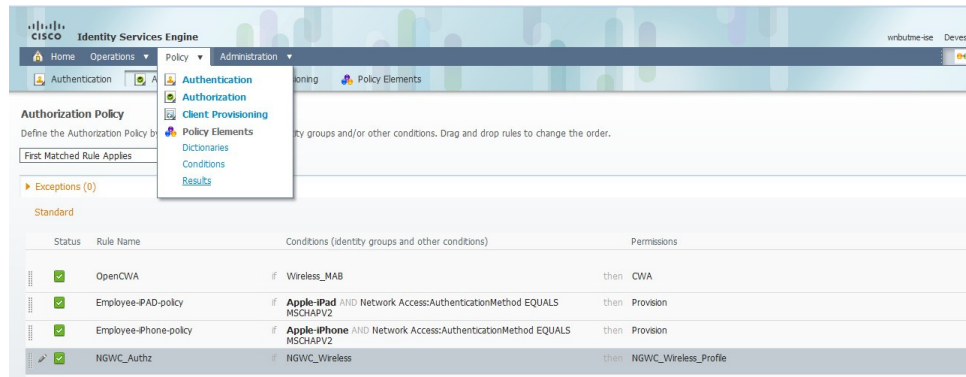 CISCO Identity Services Engine
wnbutme-ise Deves
Home Operations ▼ Policy ▼ Administration ▼
Authentication A ioning Policy Elements
Authentication
Authorization
Client Provisioning
Policy Elements
Dictionaries
Conditions
Results
Authorization Policy
Define the Authorization Policy by ity groups and/or other conditions. Drag and drop rules to change the order.
First Matched Rule Applies
Exceptions (0)
Standard
Status Rule Name Conditions (identity groups and other conditions) Permissions
OpenCWA if Wireless_MAB then CWA
Employee-iPAD-policy if Apple-iPad AND Network Access:AuthenticationMethod EQUALS
MSCHAPV2 then Provision
Employee-iPhone-policy if Apple-iPhone AND Network Access:AuthenticationMethod EQUALS
MSCHAPV2 then Provision
NGWC_Authz if NGWC_Wireless then NGWC_Wireless_Profile